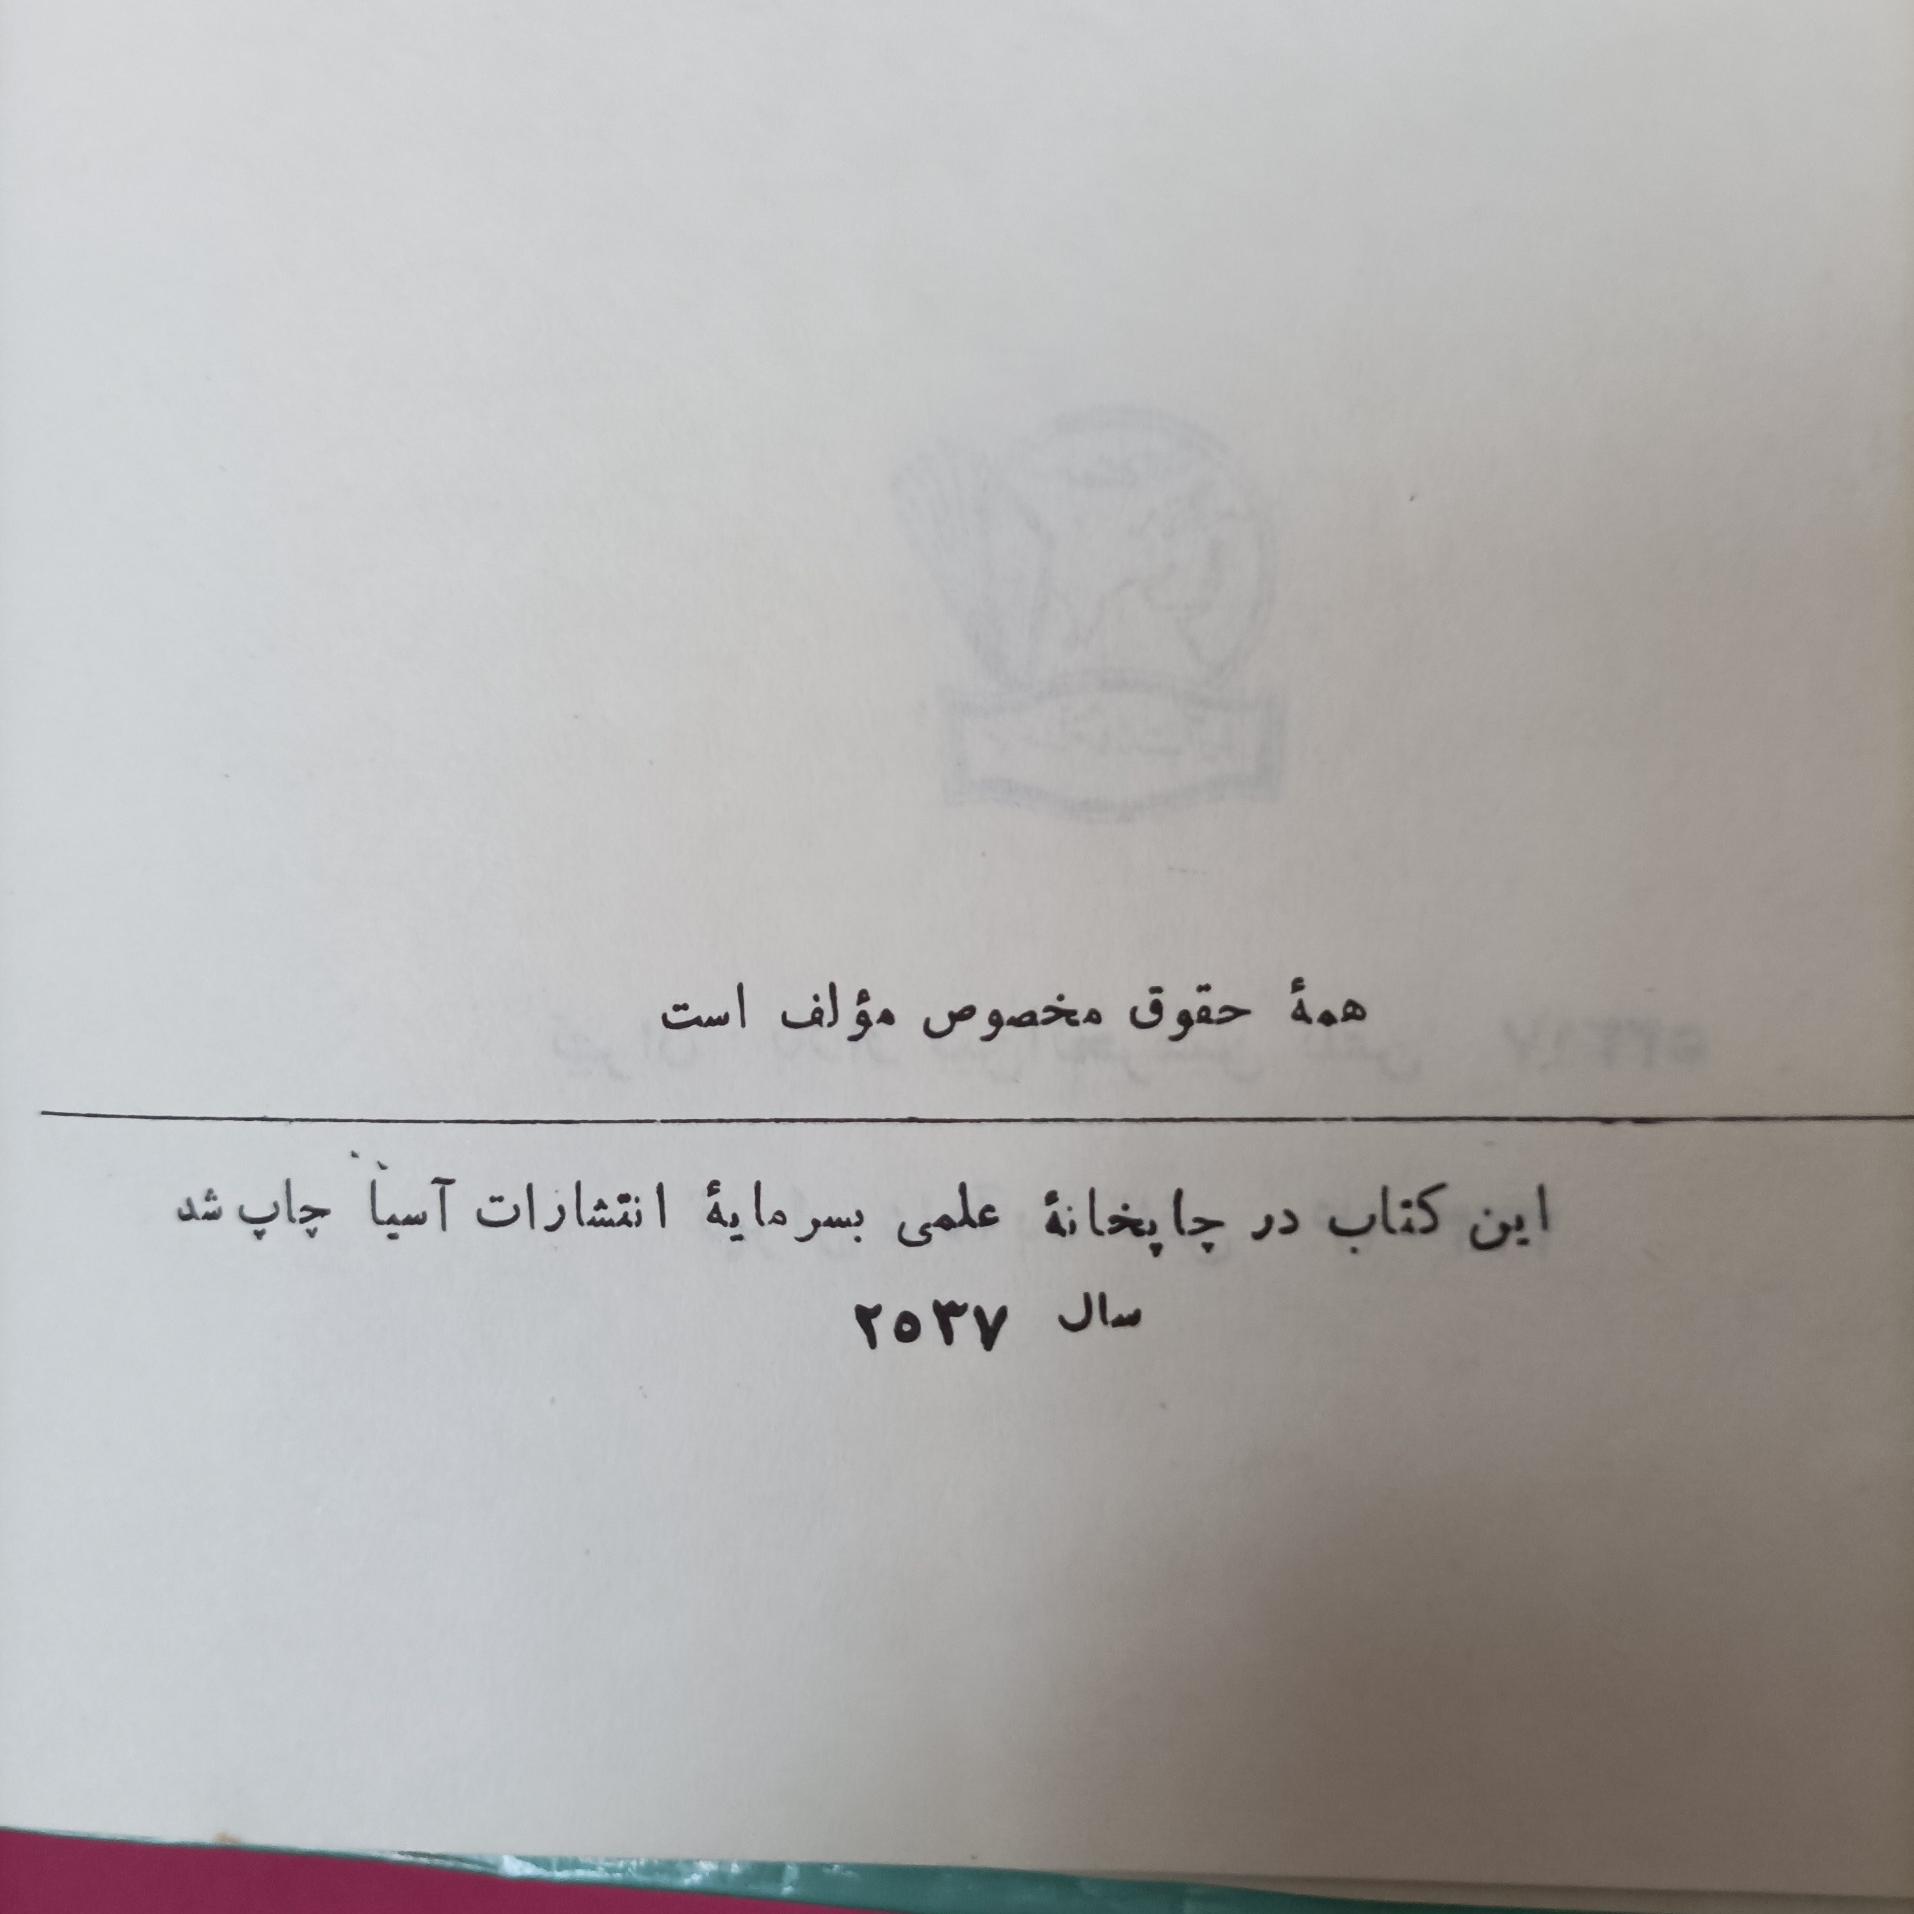 همهٔ حقوق مخصوص مؤلف است
این کتاب در چاپخانهٔ علمی بسرمایهٔ انتشارات آسیا چاپ شد
سال ۲۵۳۷